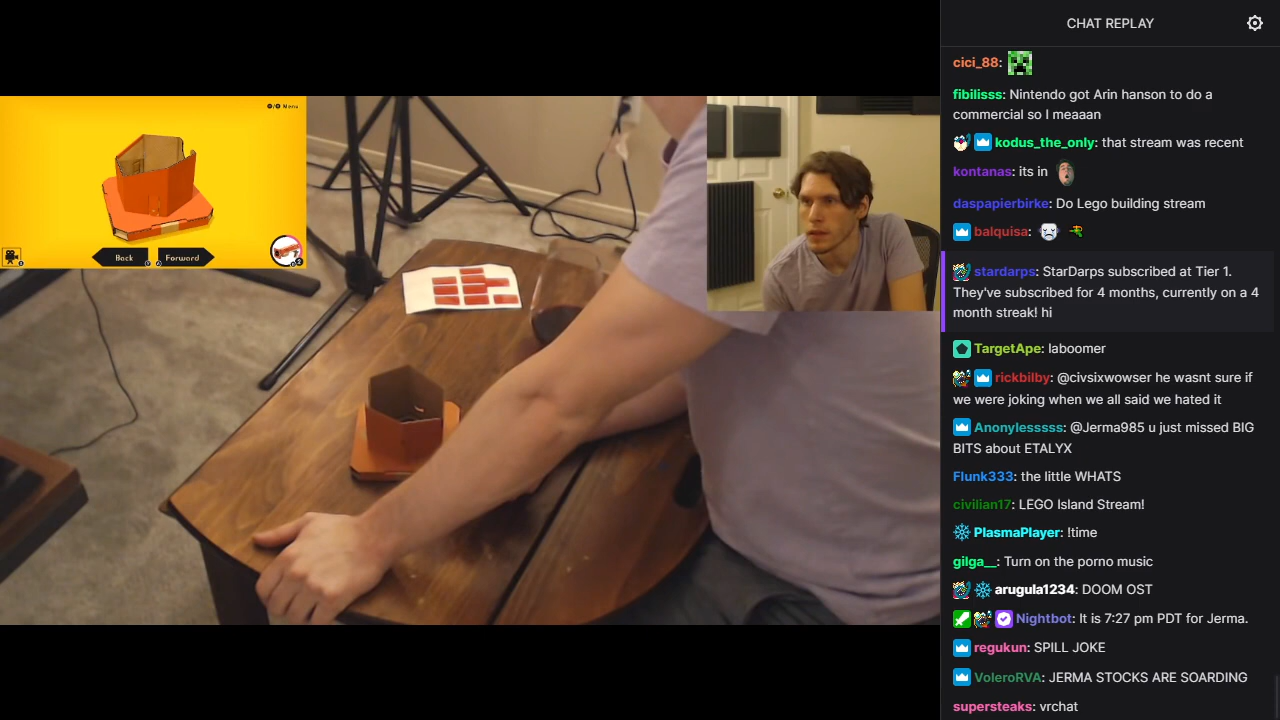 CHAT REPLAY
Menu
Back
Forward
cici_88:
fibilisss: Nintendo got Arin hanson to do a
commercial so I meaaan
kodus_the_only: that stream was recent
kontanas: its in
daspapierbirke: Do Lego building stream
balquisa:
stardarps: StarDarps subscribed at Tier 1.
They've subscribed for 4 months, currently on a 4
month streak! hi
TargetApe: laboomer
rickbilby: @civsixwowser he wasnt sure if
we were joking when we all said we hated it
Anonylesssss: @Jerma985 u just missed BIG
BITS about ETALYX
Flunk333: the little WHATS
civilian17: LEGO Island Stream!
PlasmaPlayer: !time
gilga__: Turn on the porno music
arugula1234: DOOM OST
Nightbot: It is 7:27 pm PDT for Jerma.
regukun: SPILL JOKE
VoleroRVA: JERMA STOCKS ARE SOARDING
supersteaks: vrchat